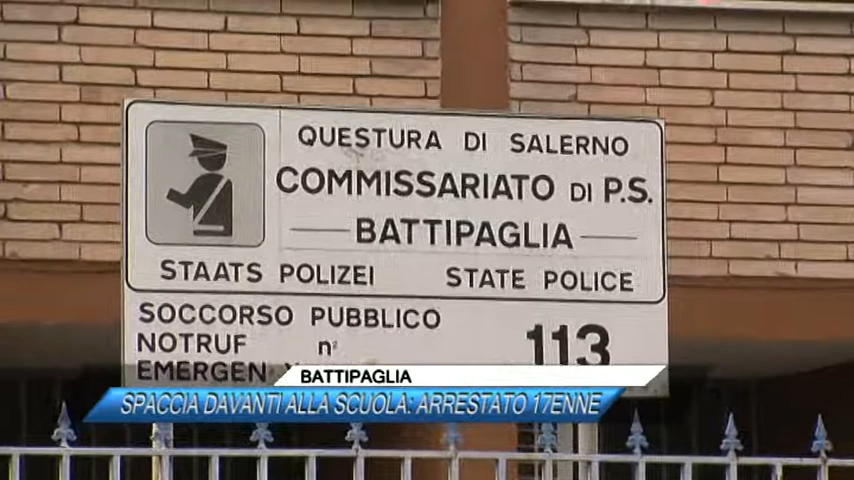 QUESTURA DI SALERNO
COMMISSARIATO DI P.S.
BATTIPAGLIA
STAATS POLIZEI STATE POLICE
SOCCORSO PUBBLICO
NOTRUF n° 113
BATTIPAGLIA
SPACCIA DAVANTI ALLA SCUOLA: ARRESTATO 17ENNE